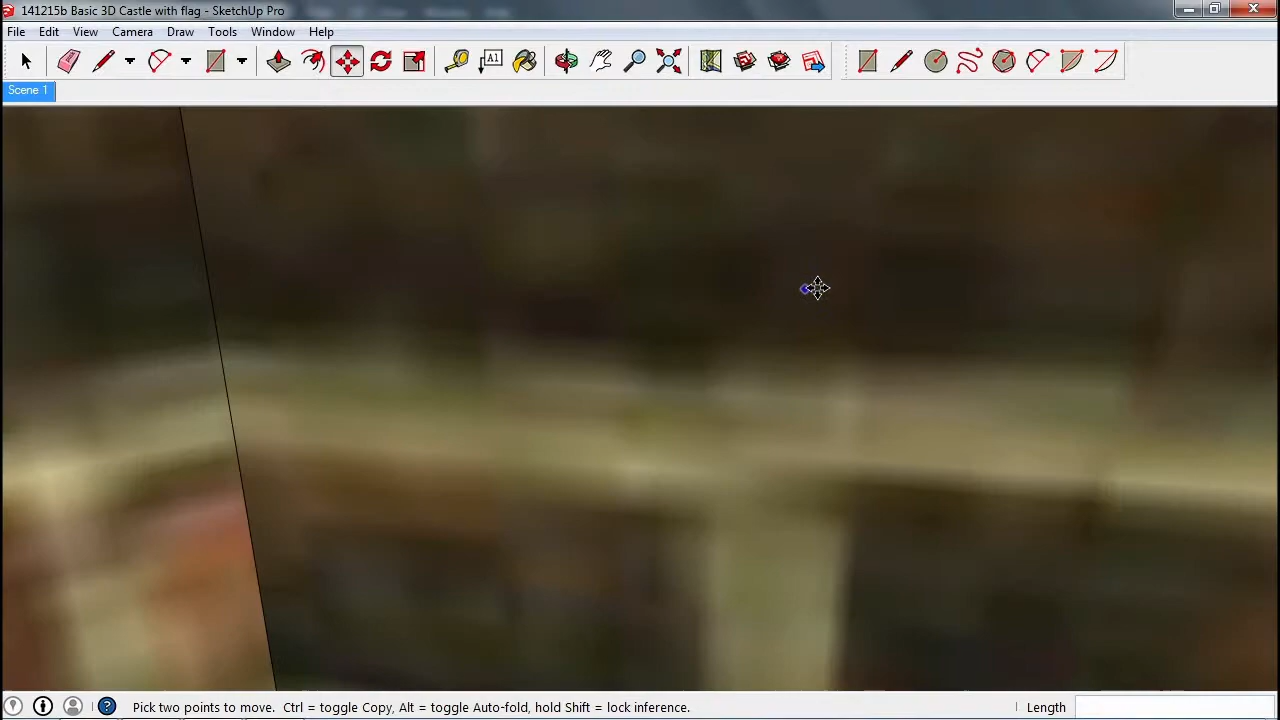 141215b Basic 3D Castle with flag - SketchUp Pro
File Edit View Camera Draw Tools Window Help
A1
Scene 1
Pick two points to move. Ctrl = toggle Copy, Alt = toggle Auto-fold, hold Shift = lock inference. Length